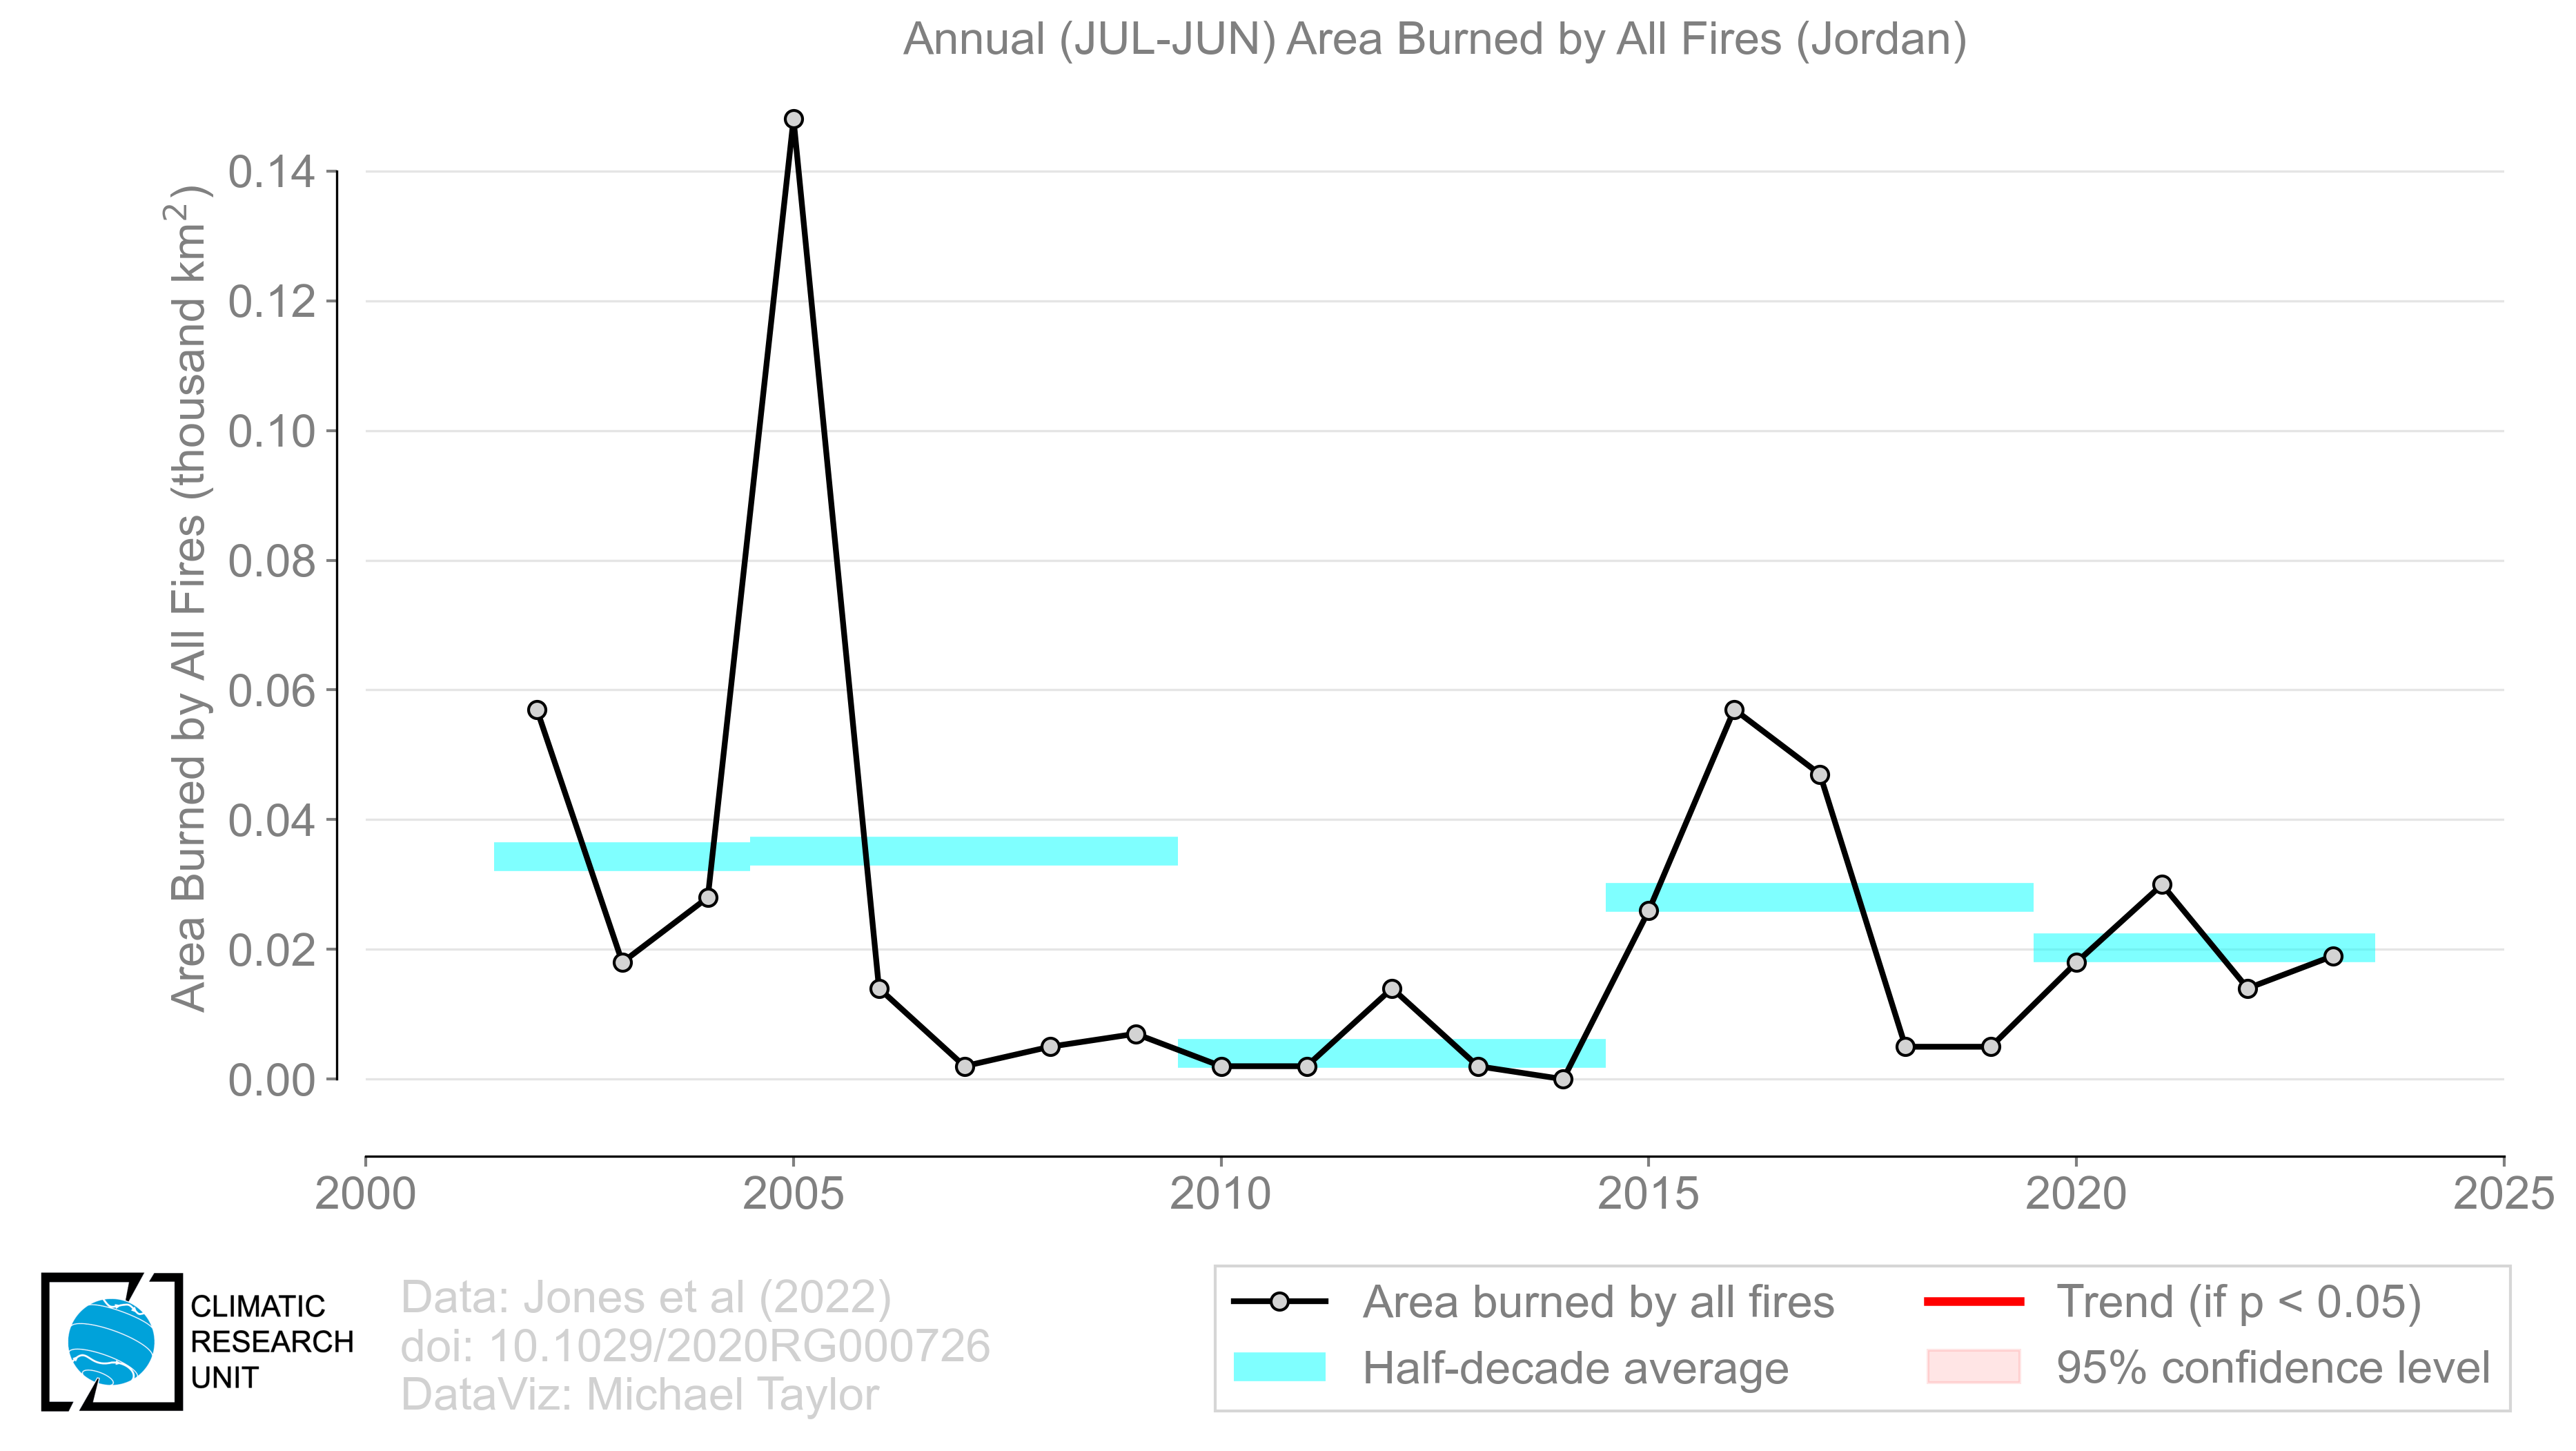 Annual (JUL-JUN) Area Burned by All Fires (Jordan)
Area Burned by All Fires (thousand km²)
0.14
0.12
0.10
0.08
0.06
0.04
0.02
0.00
2000 2005 2010 2015 2020 2025
CLIMATIC
RESEARCH
UNIT
Data: Jones et al (2022)
doi: 10.1029/2020RG000726
DataViz: Michael Taylor
Area burned by all fires
Half-decade average
Trend (if p < 0.05)
95% confidence level